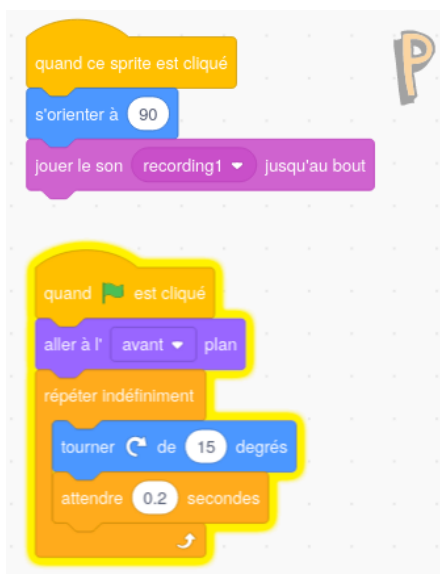 P
quand ce sprite est cliqué
s'orienter à 90
jouer le son recording1 jusqu'au bout
quand est cliqué
aller à l' avant plan
répéter indéfiniment
tourner de 15 degrés
attendre 0.2 secondes